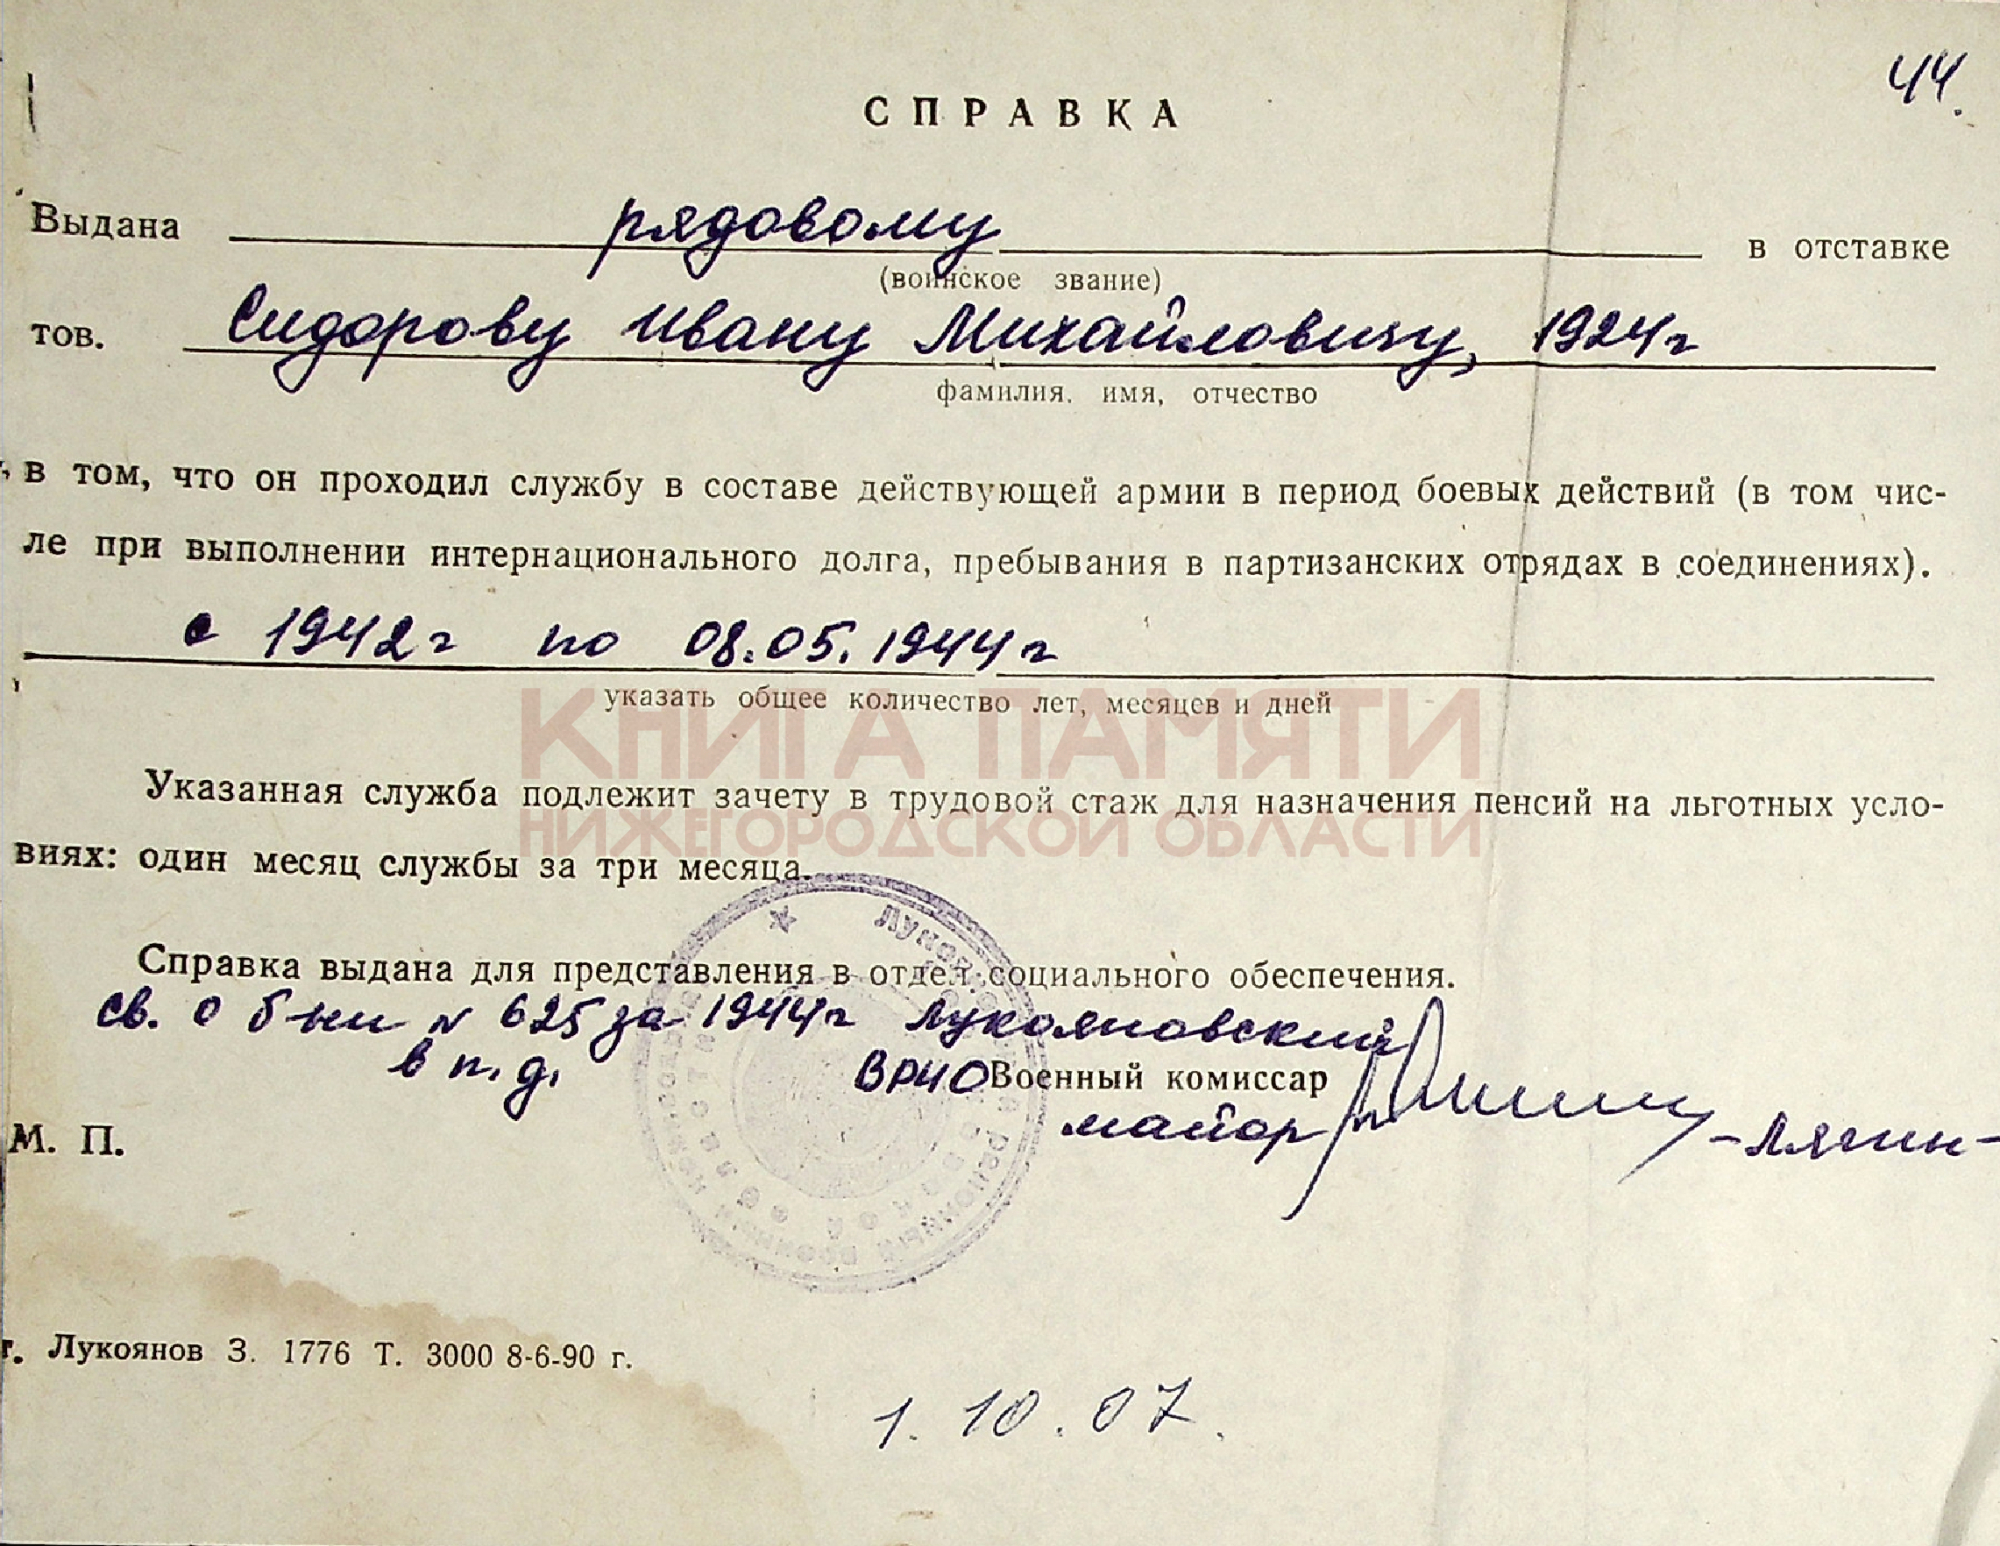 44.
СПРАВКА
Выдана рядовому в отставке
(воинское звание)
тов. Сидорову Ивану Михайловичу, 1924г
фамилия, имя, отчество
в том, что он проходил службу в составе действующей армии в период боевых действий (в том чис-
ле при выполнении интернационального долга, пребывания в партизанских отрядах в соединениях).
с 1942г по 08.05.1944г
указать общее количество лет, месяцев и дней
КНИГА ПАМЯТИ
НИЖЕГОРОДСКОЙ ОБЛАСТИ
Указанная служба подлежит зачету в трудовой стаж для назначения пенсий на льготных усло-
виях: один месяц службы за три месяца.
Справка выдана для представления в отдел социального обеспечения.
св. о б-ни N 625 за 1944г Лукояновский
в п. д. ВРИО Военный комиссар
майор -Лягин-
М. П.
г. Лукоянов З. 1776 Т. 3000 8-6-90 г.
1.10.07.